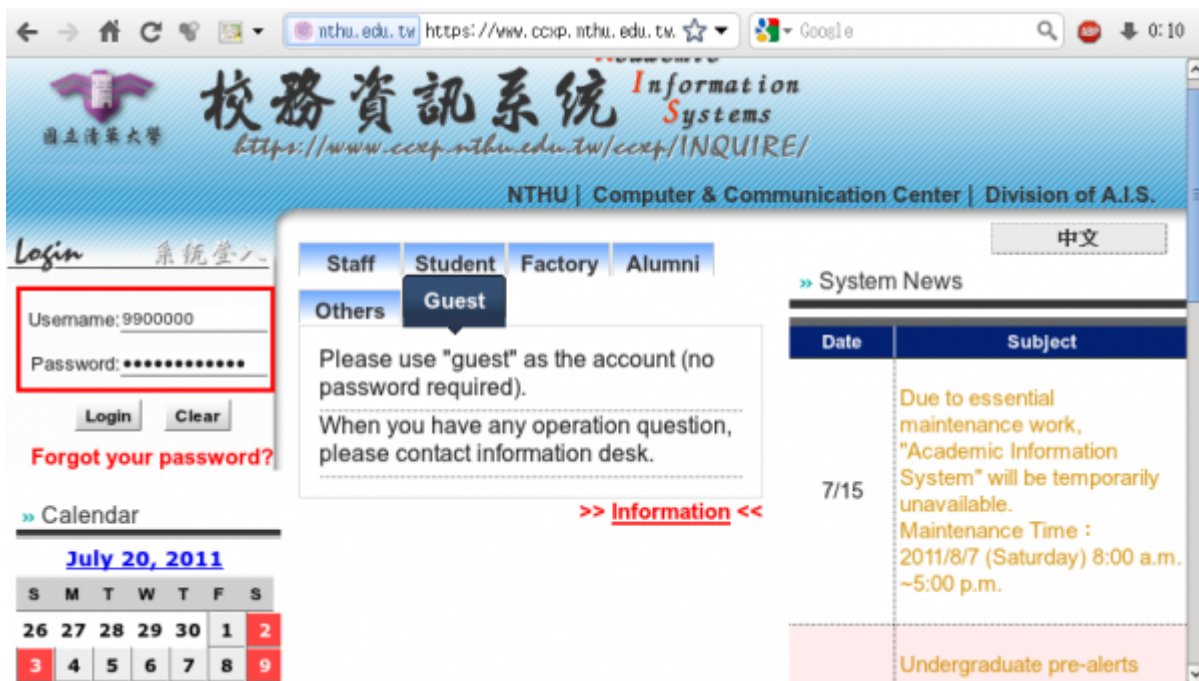 nthu.edu.tw https://www.ccxp.nthu.edu.tw.
Google
0:10
國立清華大學
校務資訊系統
Information
Systems
https://www.ccxp.nthu.edu.tw/ccxp/INQUIRE/
NTHU | Computer & Communication Center | Division of A.I.S.
Login 系統登入
Username: 9900000
Password: ••••••••••••
Login Clear
Forgot your password?
» Calendar
July 20, 2011
S M T W T F S
26 27 28 29 30 1 2
3 4 5 6 7 8 9
Staff Student Factory Alumni
Others Guest
Please use "guest" as the account (no
password required).
When you have any operation question,
please contact information desk.
>> Information <<
中文
» System News
Date Subject
7/15
Due to essential
maintenance work,
"Academic Information
System" will be temporarily
unavailable.
Maintenance Time：
2011/8/7 (Saturday) 8:00 a.m.
~5:00 p.m.
Undergraduate pre-alerts